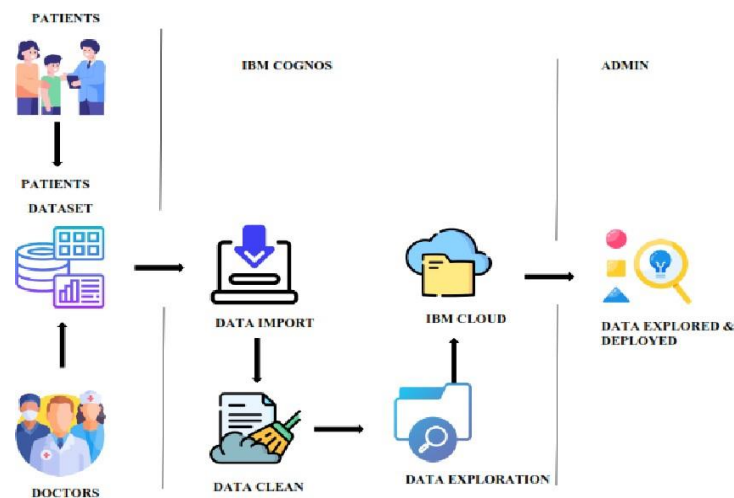 PATIENTS
IBM COGNOS
ADMIN
PATIENTS
DATASET
DATA IMPORT
IBM CLOUD
DATA EXPLORED &
DEPLOYED
DATA CLEAN
DATA EXPLORATION
DOCTORS